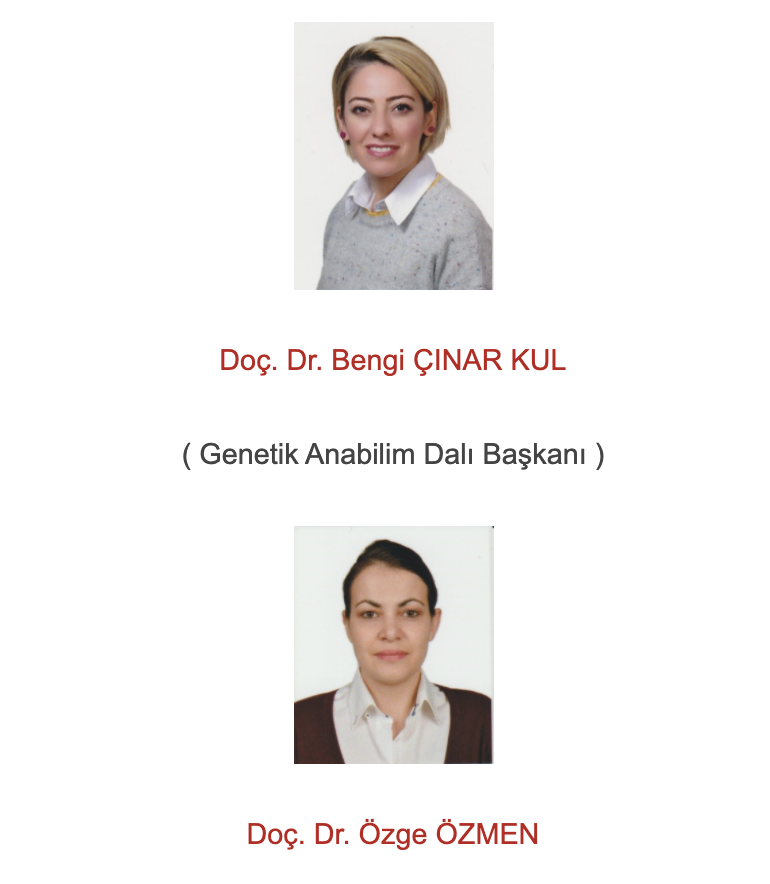 Doç. Dr. Bengi ÇINAR KUL
( Genetik Anabilim Dalı Başkanı )
Doç. Dr. Özge ÖZMEN